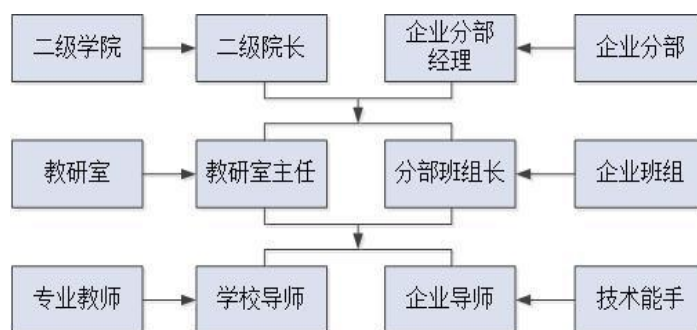 二级学院
二级院长
企业分部
经理
企业分部
教研室
教研室主任
分部班组长
企业班组
专业教师
学校导师
企业导师
技术能手